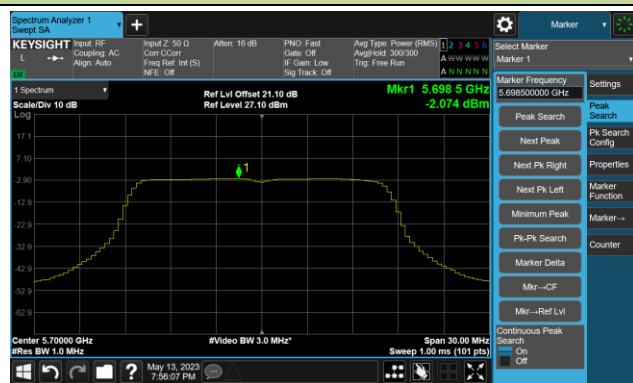 Spectrum Analyzer 1
Swept SA
+
Marker
KEYSIGHT
L
LXI
Input: RF
Coupling: AC
Align: Auto
Input Z: 50 Ω
Corr CCorr
Freq Ref: Int (S)
NFE: Off
Atten: 16 dB
PNO: Fast
Gate: Off
IF Gain: Low
Sig Track: Off
Avg Type: Power (RMS)
Avg|Hold: 300/300
Trig: Free Run
1 2 3 4 5 6
A W W W W W
A N N N N N
Select Marker
Marker 1
1 Spectrum
Scale/Div 10 dB
Log
Ref Lvl Offset 21.10 dB
Ref Level 27.10 dBm
Mkr1 5.698 5 GHz
-2.074 dBm
17.1
7.10
-2.90
-12.9
-22.9
-32.9
-42.9
-52.9
-62.9
1
Center 5.70000 GHz
#Res BW 1.0 MHz
#Video BW 3.0 MHz*
Span 30.00 MHz
Sweep 1.00 ms (101 pts)
Marker Frequency
5.698500000 GHz
Peak Search
Next Peak
Next Pk Right
Next Pk Left
Minimum Peak
Pk-Pk Search
Marker Delta
Mkr→CF
Mkr→Ref Lvl
Continuous Peak
Search
On
Off
Settings
Peak
Search
Pk Search
Config
Properties
Marker
Function
Marker→
Counter
?
May 13, 2023
7:56:07 PM